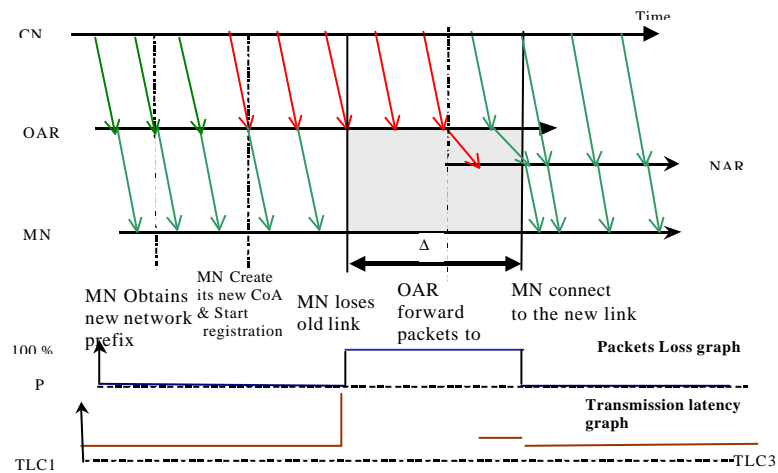 Time
CN
OAR
NAR
MN
Δ
MN Obtains
new network
prefix
MN Create
its new CoA
& Start
registration
MN loses
old link
OAR
forward
packets to
MN connect
to the new link
100 %
Packets Loss graph
P
Transmission latency
graph
TLC1
TLC3